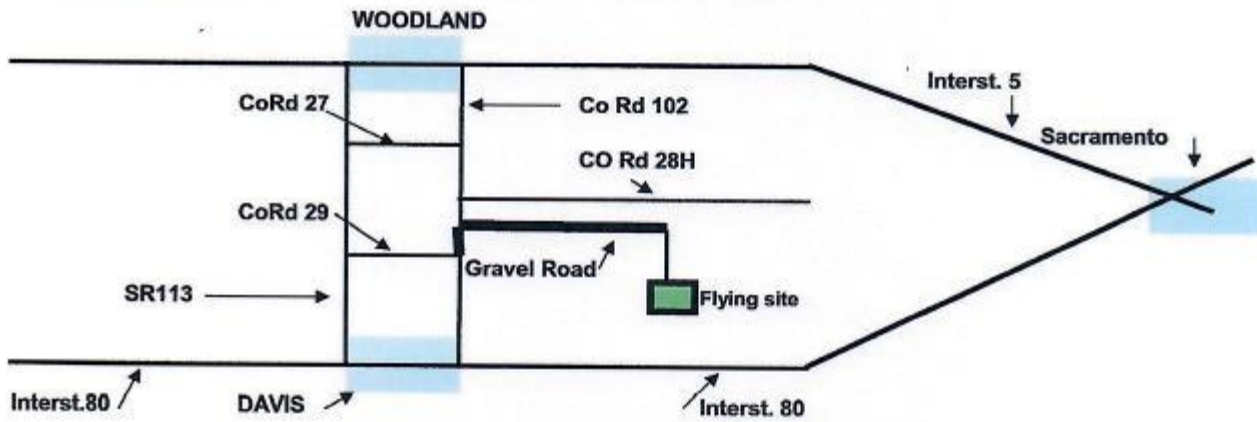 WOODLAND
CoRd 27
Co Rd 102
Interst. 5
Sacramento
CO Rd 28H
CoRd 29
Gravel Road
SR113
Flying site
Interst.80
DAVIS
Interst. 80